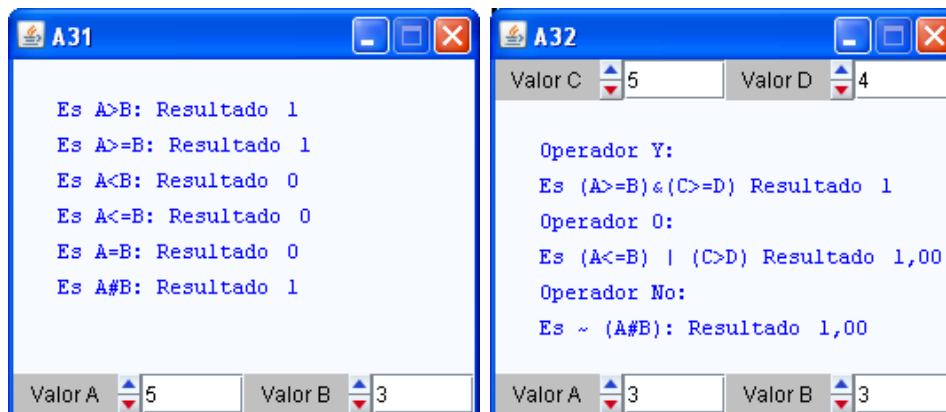 A31
Es A>B: Resultado 1
Es A>=B: Resultado 1
Es A<B: Resultado 0
Es A<=B: Resultado 0
Es A=B: Resultado 0
Es A#B: Resultado 1
Valor A 5 Valor B 3
A32
Valor C 5 Valor D 4
Operador Y:
Es (A>=B)&(C>=D) Resultado 1
Operador O:
Es (A<=B) | (C>D) Resultado 1,00
Operador No:
Es ~ (A#B): Resultado 1,00
Valor A 3 Valor B 3